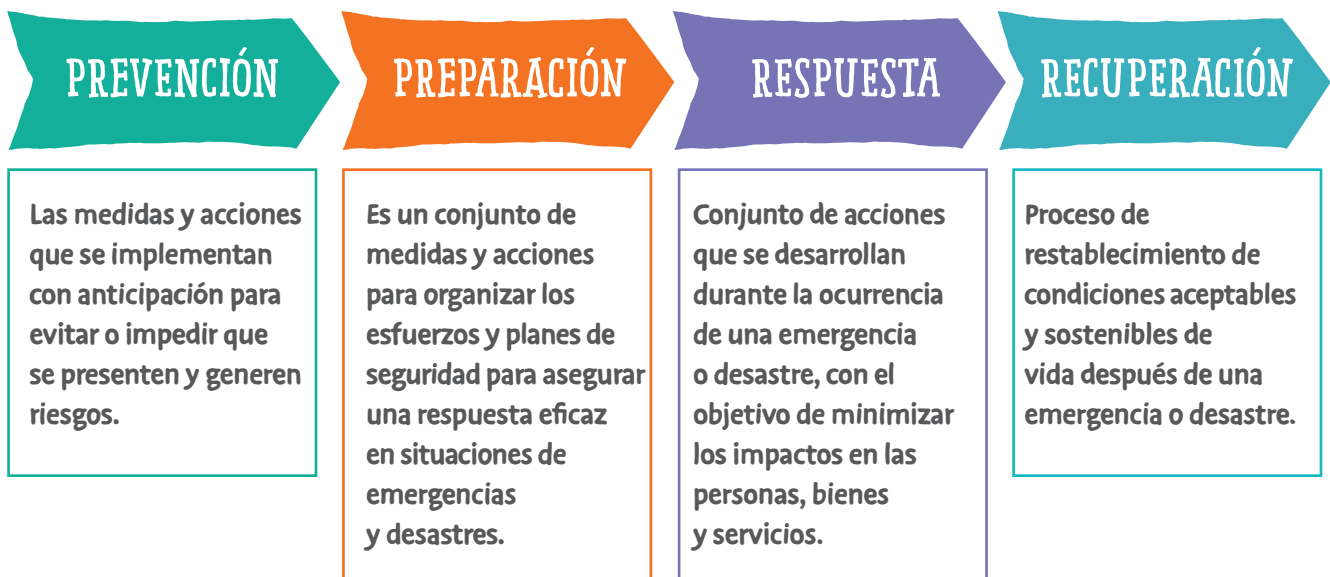 PREVENCIÓN
Las medidas y acciones
que se implementan
con anticipación para
evitar o impedir que
se presenten y generen
riesgos.
PREPARACIÓN
Es un conjunto de
medidas y acciones
para organizar los
esfuerzos y planes de
seguridad para asegurar
una respuesta eficaz
en situaciones de
emergencias
y desastres.
RESPUESTA
Conjunto de acciones
que se desarrollan
durante la ocurrencia
de una emergencia
o desastre, con el
objetivo de minimizar
los impactos en las
personas, bienes
y servicios.
RECUPERACIÓN
Proceso de
restablecimiento de
condiciones aceptables
y sostenibles de
vida después de una
emergencia o desastre.